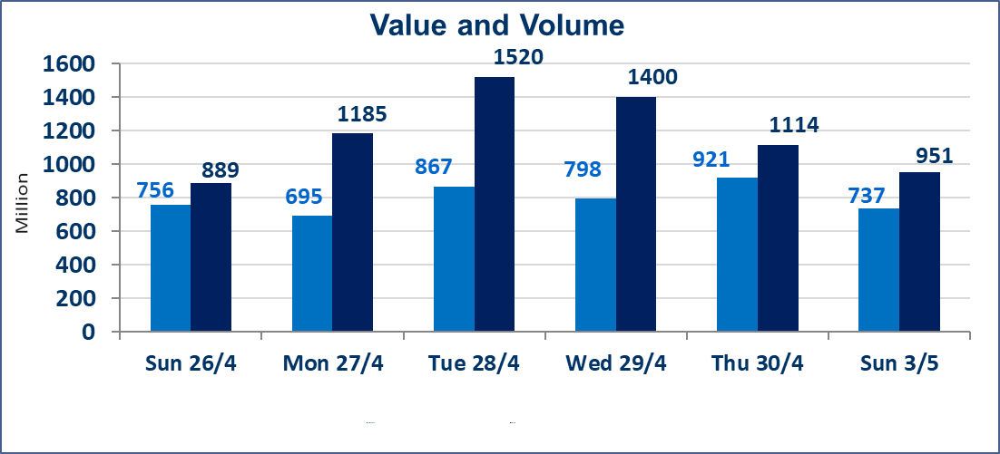 Value and Volume
1600
1400
1200
1000
800
600
400
200
0
Million
756
889
695
1185
867
1520
798
1400
921
1114
737
951
Sun 26/4
Mon 27/4
Tue 28/4
Wed 29/4
Thu 30/4
Sun 3/5